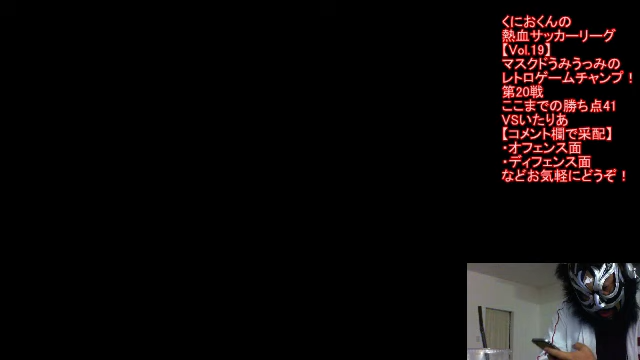 くにおくんの
熱血サッカーリーグ
【Vol.19】
マスクドうみうっみの
レトロゲームチャンプ！
第20戦
ここまでの勝ち点41
VSいたりあ
【コメント欄で采配】
・オフェンス面
・ディフェンス面
などお気軽にどうぞ！